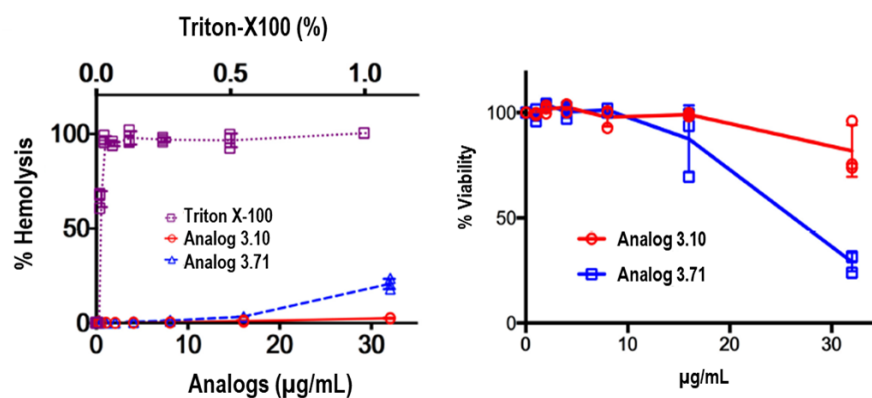 Triton-X100 (%)
0.0 0.5 1.0
100
50
0
% Hemolysis
Triton X-100
Analog 3.10
Analog 3.71
0 10 20 30
Analogs (µg/mL)
100
50
0
% Viability
Analog 3.10
Analog 3.71
0 10 20 30
µg/mL